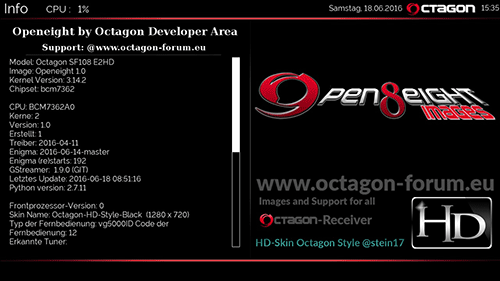 Info
CPU : 1%
Samstag, 18.06.2016
OCTAGON
15:35
Openeight by Octagon Developer Area
Support: @www.octagon-forum.eu
Model: Octagon SF108 E2HD
Image: Openeight 1.0
Kernel Version: 3.14.2
Chipset: bcm7362
CPU: BCM7362A0
Kerne: 2
Version: 1.0
Erstellt: 1
Treiber: 2016-04-11
Enigma: 2016-06-14-master
Enigma (re)starts: 192
GStreamer: 1.9.0 (GIT)
Letztes Update: 2016-06-18 08:51:16
Python version: 2.7.11
Frontprozessor-Version: 0
Skin Name: Octagon-HD-Style-Black (1280 x 720)
Typ der Fernbedienung: vg5000ID Code der
Fernbedienung: 12
Erkannte Tuner:
OPEN8EIGHT
images
www.octagon-forum.eu
Images and Support for all
OCTAGON-Receiver
HD-Skin Octagon Style @stein17
HD